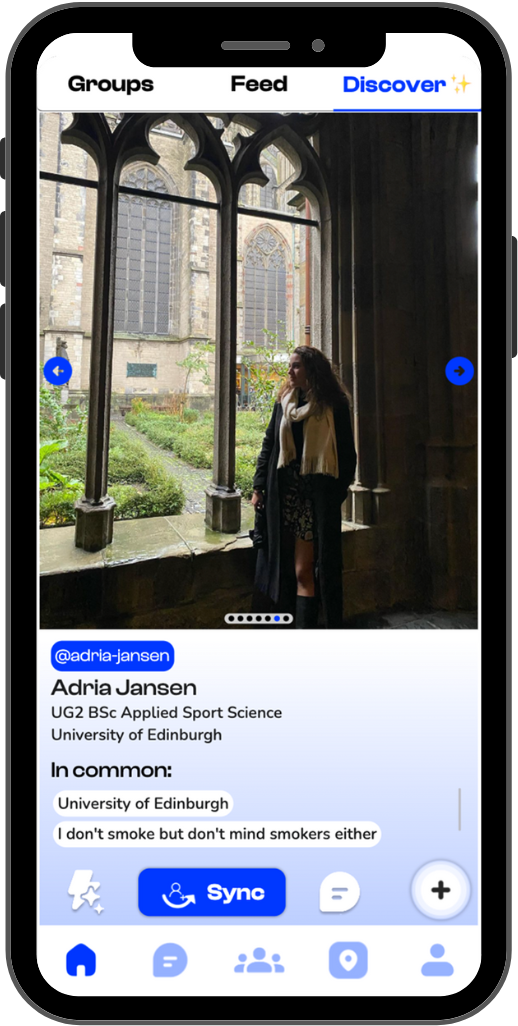 Groups Feed Discover✨
@adria-jansen
Adria Jansen
UG2 BSc Applied Sport Science
University of Edinburgh
In common:
University of Edinburgh
I don't smoke but don't mind smokers either
Sync